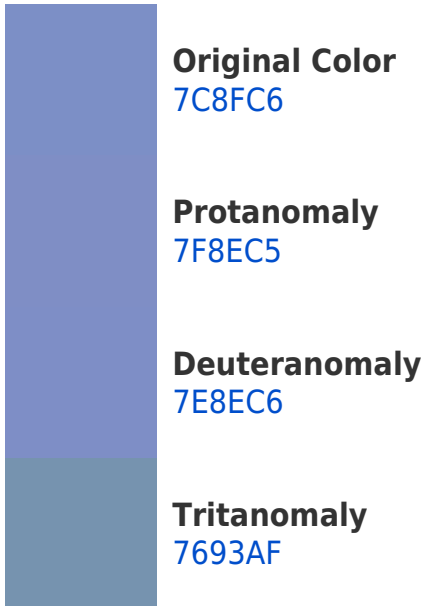 Original Color
7C8FC6
Protanomaly
7F8EC5
Deuteranomaly
7E8EC6
Tritanomaly
7693AF